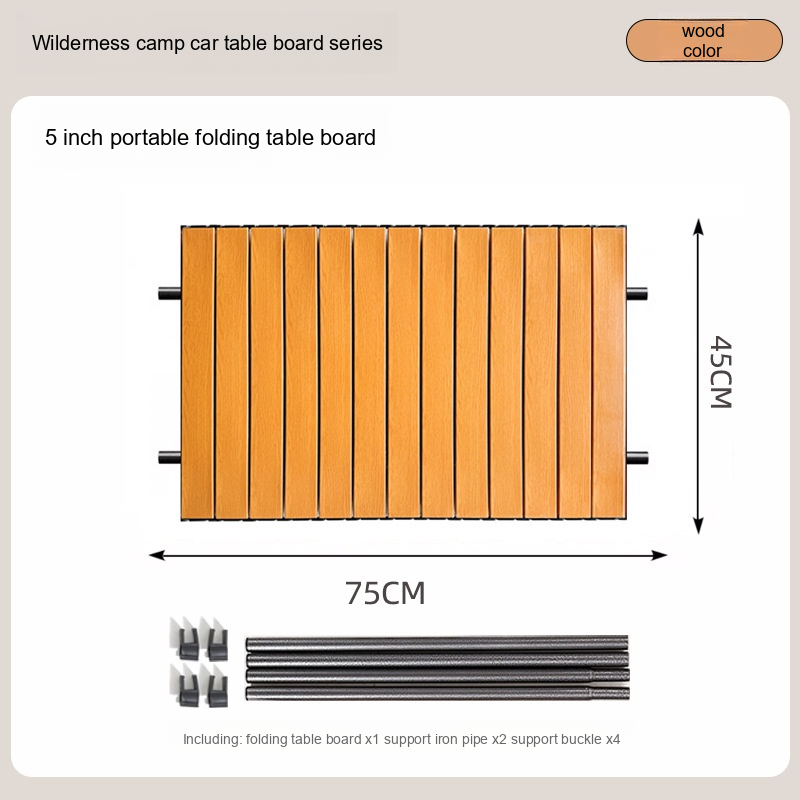 Wilderness camp car table board series
wood
color
5 inch portable folding table board
45CM
75CM
Including: folding table board x1 support iron pipe x2 support buckle x4